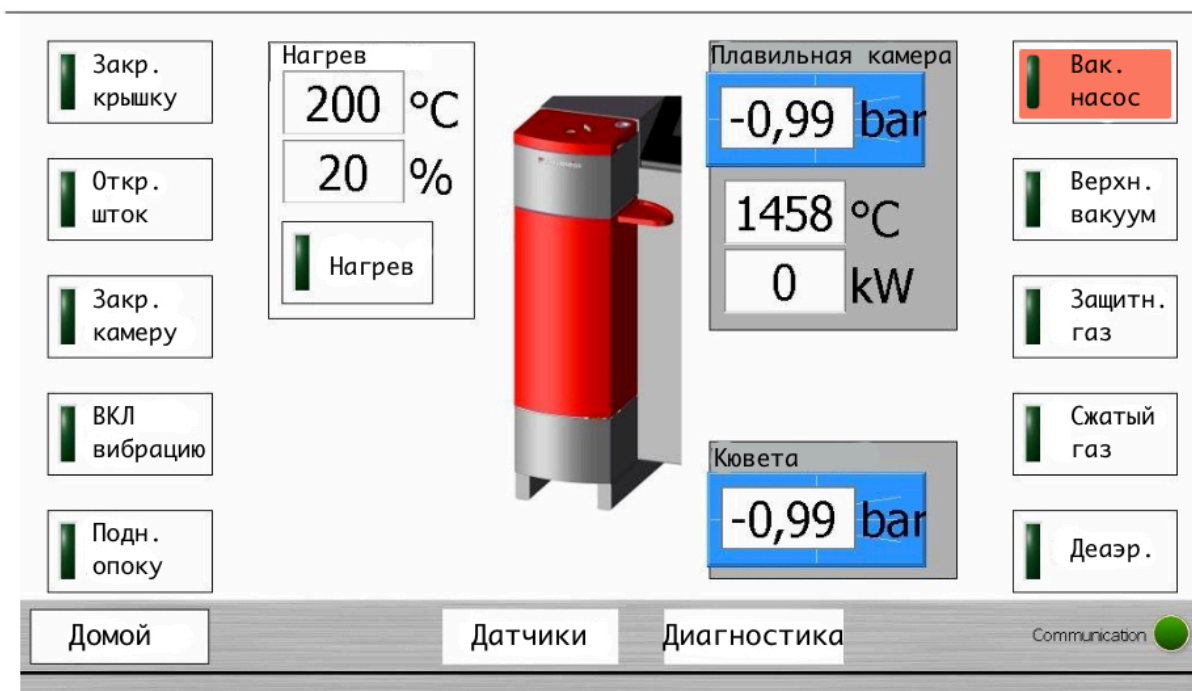 Закр.
крышку
Откр.
шток
Закр.
камеру
ВКЛ
вибрацию
Подн.
опоку
Нагрев
200 °C
20 %
Нагрев
Плавильная камера
-0,99 bar
1458 °C
0 kW
Кювета
-0,99 bar
Вак.
насос
Верхн.
вакуум
Защитн.
газ
Сжатый
газ
Деаэр.
Домой
Датчики
Диагностика
Communication